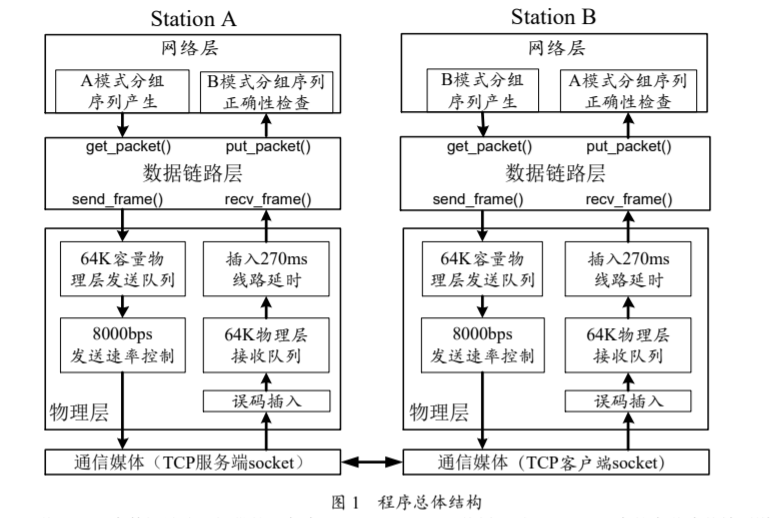 Station A
Station B
网络层
网络层
A模式分组
序列产生
B模式分组序列
正确性检查
B模式分组
序列产生
A模式分组序列
正确性检查
get_packet()
put_packet()
get_packet()
put_packet()
数据链路层
数据链路层
send_frame()
recv_frame()
send_frame()
recv_frame()
64K容量物
理层发送队列
插入270ms
线路延时
64K容量物
理层发送队列
插入270ms
线路延时
8000bps
发送速率控制
64K物理层
接收队列
8000bps
发送速率控制
64K物理层
接收队列
误码插入
误码插入
物理层
物理层
通信媒体（TCP服务端socket）
通信媒体 (TCP客户端socket)
图 1 程序总体结构